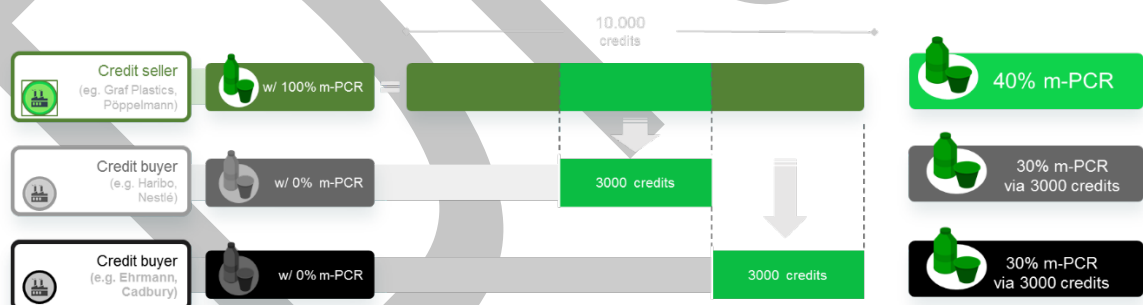 10.000
credits
Credit seller
(eg. Graf Plastics,
Pöppelmann)
w/ 100% m-PCR
40% m-PCR
Credit buyer
(e.g. Haribo,
Nestlé)
w/ 0% m-PCR
3000 credits
30% m-PCR
via 3000 credits
Credit buyer
(e.g. Ehrmann,
Cadbury)
w/ 0% m-PCR
3000 credits
30% m-PCR
via 3000 credits